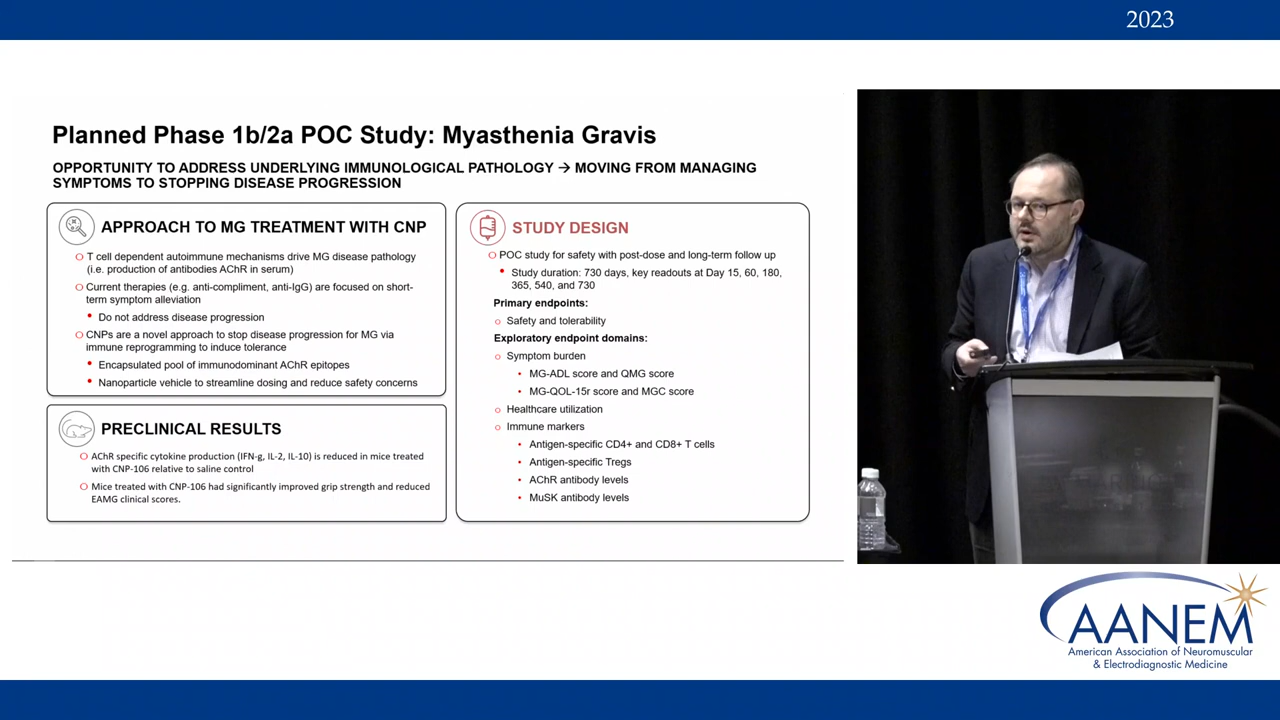 2023
Planned Phase 1b/2a POC Study: Myasthenia Gravis
OPPORTUNITY TO ADDRESS UNDERLYING IMMUNOLOGICAL PATHOLOGY → MOVING FROM MANAGING
SYMPTOMS TO STOPPING DISEASE PROGRESSION
APPROACH TO MG TREATMENT WITH CNP
T cell dependent autoimmune mechanisms drive MG disease pathology
(i.e. production of antibodies AChR in serum)
Current therapies (e.g. anti-compliment, anti-IgG) are focused on short-
term symptom alleviation
Do not address disease progression
CNPs are a novel approach to stop disease progression for MG via
immune reprogramming to induce tolerance
Encapsulated pool of immunodominant AChR epitopes
Nanoparticle vehicle to streamline dosing and reduce safety concerns
PRECLINICAL RESULTS
AChR specific cytokine production (IFN-g, IL-2, IL-10) is reduced in mice treated
with CNP-106 relative to saline control
Mice treated with CNP-106 had significantly improved grip strength and reduced
EAMG clinical scores.
STUDY DESIGN
POC study for safety with post-dose and long-term follow up
Study duration: 730 days, key readouts at Day 15, 60, 180,
365, 540, and 730
Primary endpoints:
Safety and tolerability
Exploratory endpoint domains:
Symptom burden
MG-ADL score and QMG score
MG-QOL-15r score and MGC score
Healthcare utilization
Immune markers
Antigen-specific CD4+ and CD8+ T cells
Antigen-specific Tregs
AChR antibody levels
MuSK antibody levels
AANEM
American Association of Neuromuscular
& Electrodiagnostic Medicine